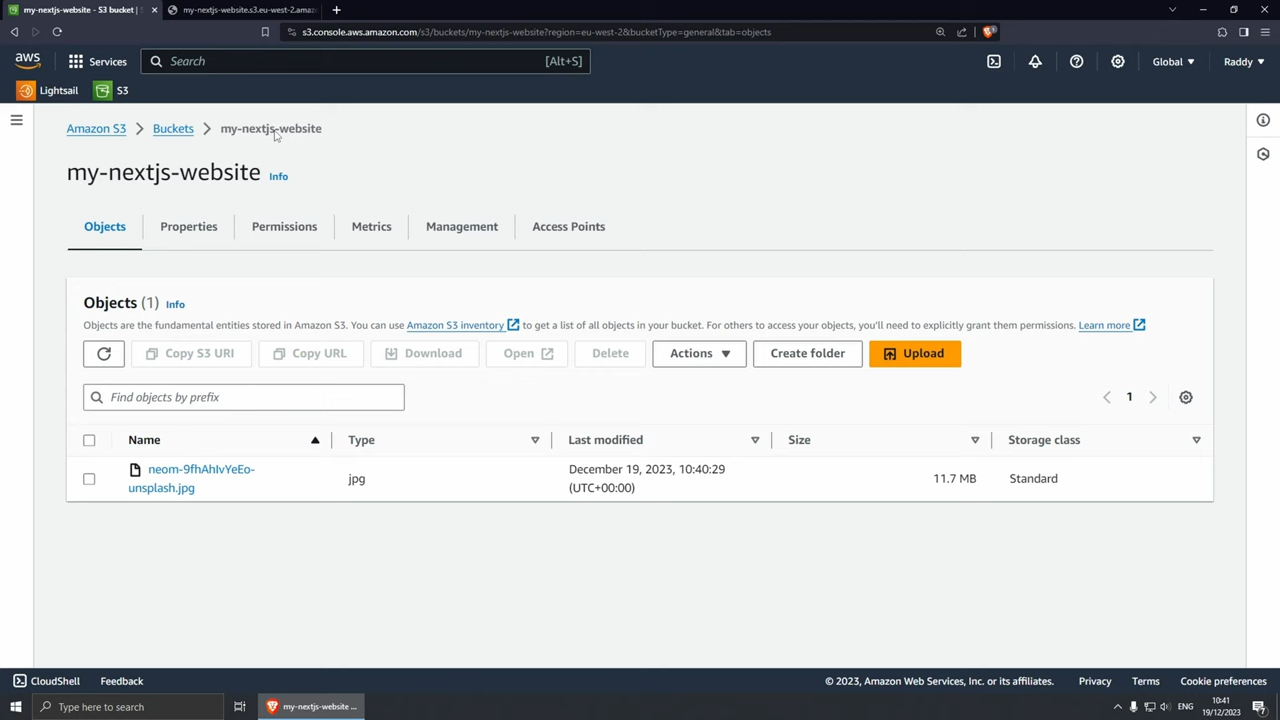 my-nextjs-website - S3 bucket |
my-nextjs-website.s3.eu-west-2.amaz
s3.console.aws.amazon.com/s3/buckets/my-nextjs-website?region=eu-west-2&bucketType=general&tab=objects
aws
Services
Search
[Alt+S]
Global
Raddy
Lightsail
S3
Amazon S3
Buckets
my-nextjs-website
my-nextjs-website Info
Objects
Properties
Permissions
Metrics
Management
Access Points
Objects (1) Info
Objects are the fundamental entities stored in Amazon S3. You can use Amazon S3 inventory to get a list of all objects in your bucket. For others to access your objects, you'll need to explicitly grant them permissions. Learn more
Copy S3 URI
Copy URL
Download
Open
Delete
Actions
Create folder
Upload
Find objects by prefix
1
Name
Type
Last modified
Size
Storage class
neom-9fhAhIvYeEo-
unsplash.jpg
jpg
December 19, 2023, 10:40:29
(UTC+00:00)
11.7 MB
Standard
CloudShell
Feedback
© 2023, Amazon Web Services, Inc. or its affiliates.
Privacy
Terms
Cookie preferences
Type here to search
my-nextjs-website ...
ENG
10:41
19/12/2023